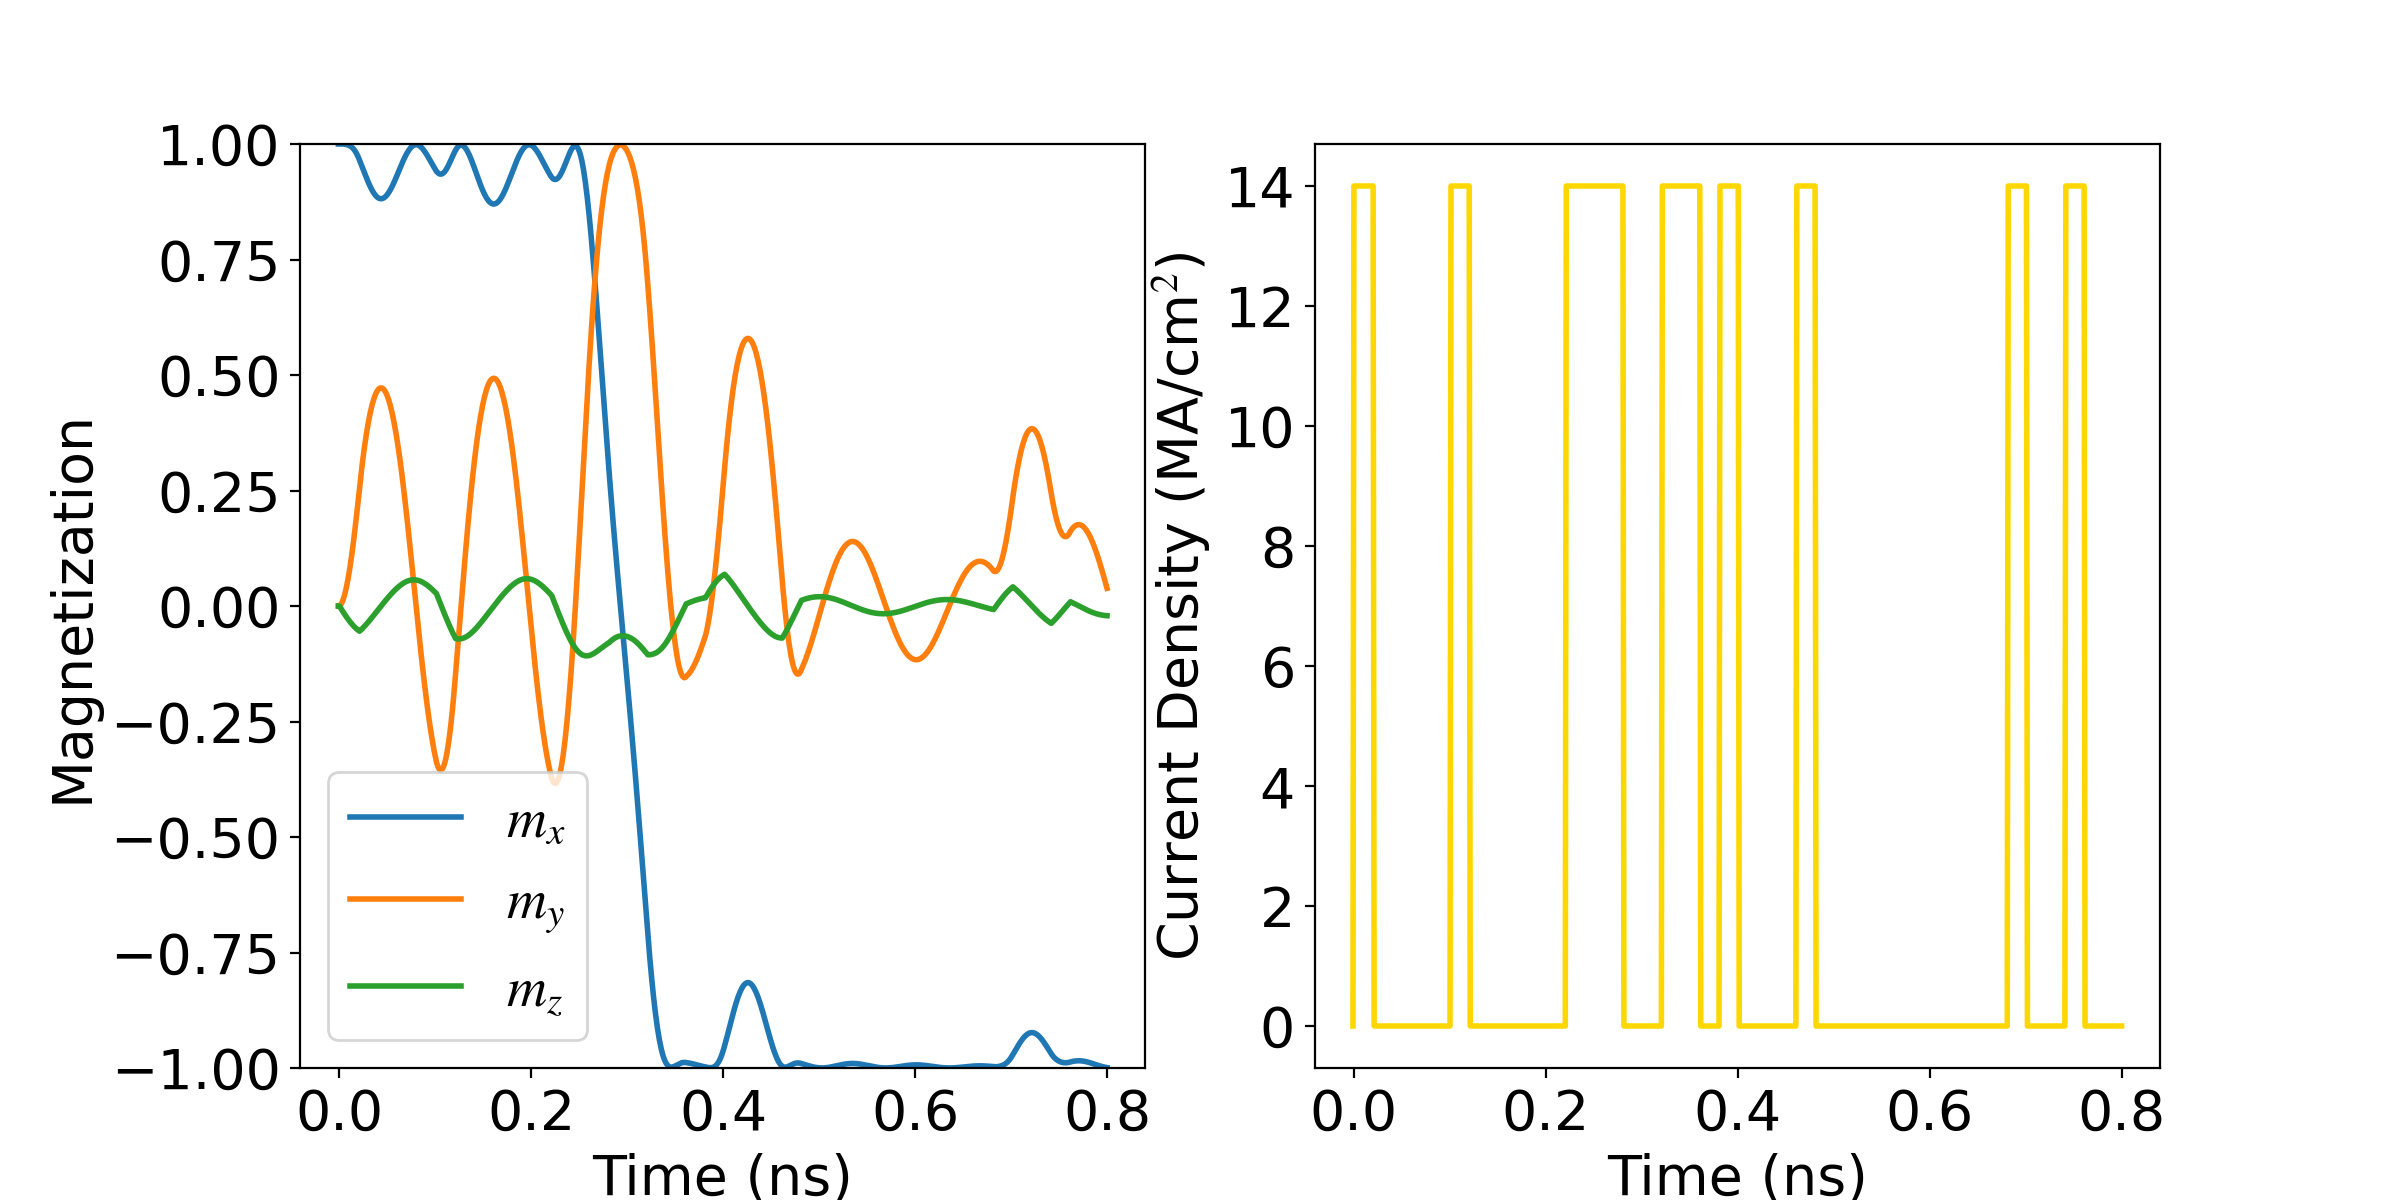 Magnetization
1.00
0.75
0.50
0.25
0.00
−0.25
−0.50
−0.75
−1.00
0.0 0.2 0.4 0.6 0.8
Time (ns)
m_x
m_y
m_z
Current Density (MA/cm²)
14
12
10
8
6
4
2
0
0.0 0.2 0.4 0.6 0.8
Time (ns)